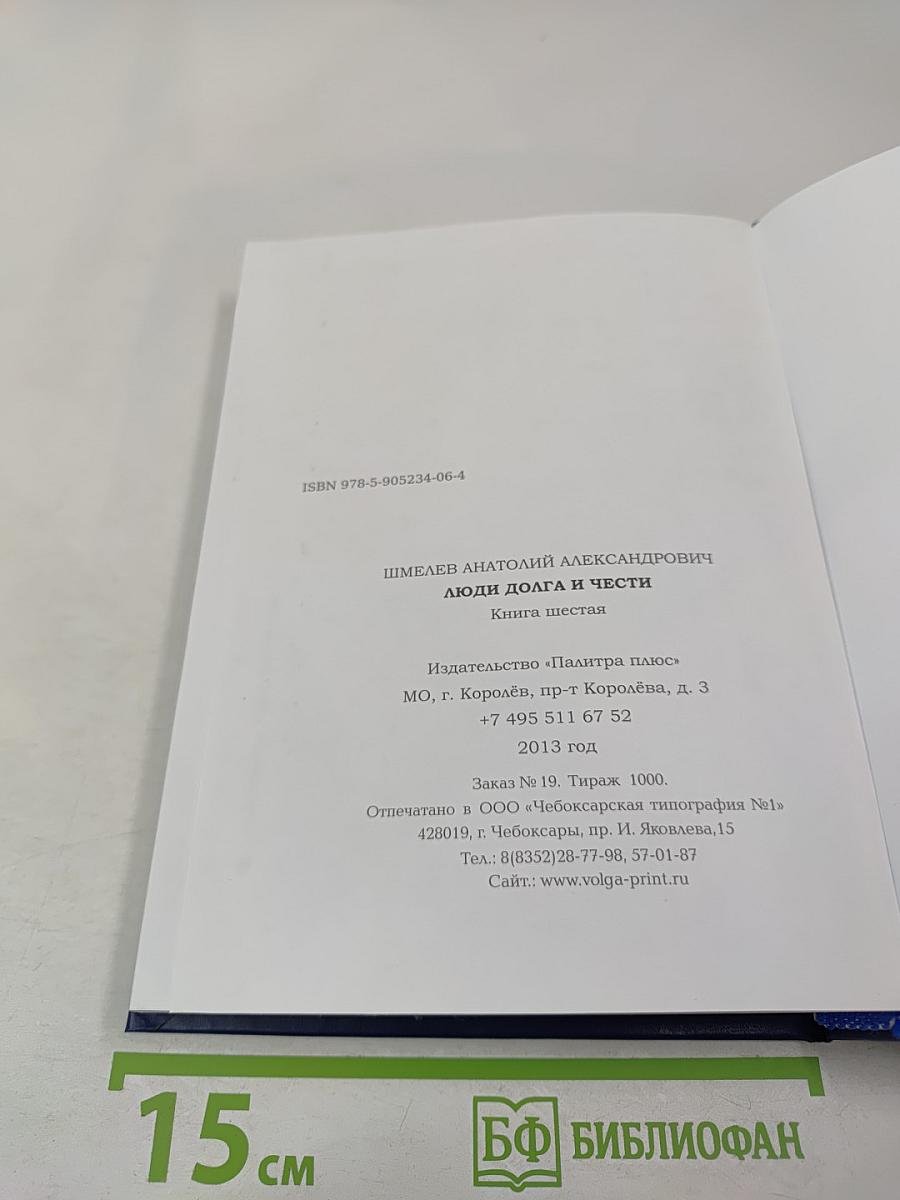 ISBN 978-5-905234-06-4
ШМЕЛЕВ АНАТОЛИЙ АЛЕКСАНДРОВИЧ
ЛЮДИ ДОЛГА И ЧЕСТИ
Книга шестая
Издательство «Палитра плюс»
МО, г. Королёв, пр-т Королёва, д. 3
+7 495 511 67 52
2013 год
Заказ № 19. Тираж 1000.
Отпечатано в ООО «Чебоксарская типография №1»
428019, г. Чебоксары, пр. И. Яковлева,15
Тел.: 8(8352)28-77-98, 57-01-87
Сайт.: www.volga-print.ru
15 см
БФ БИБЛИОФАН